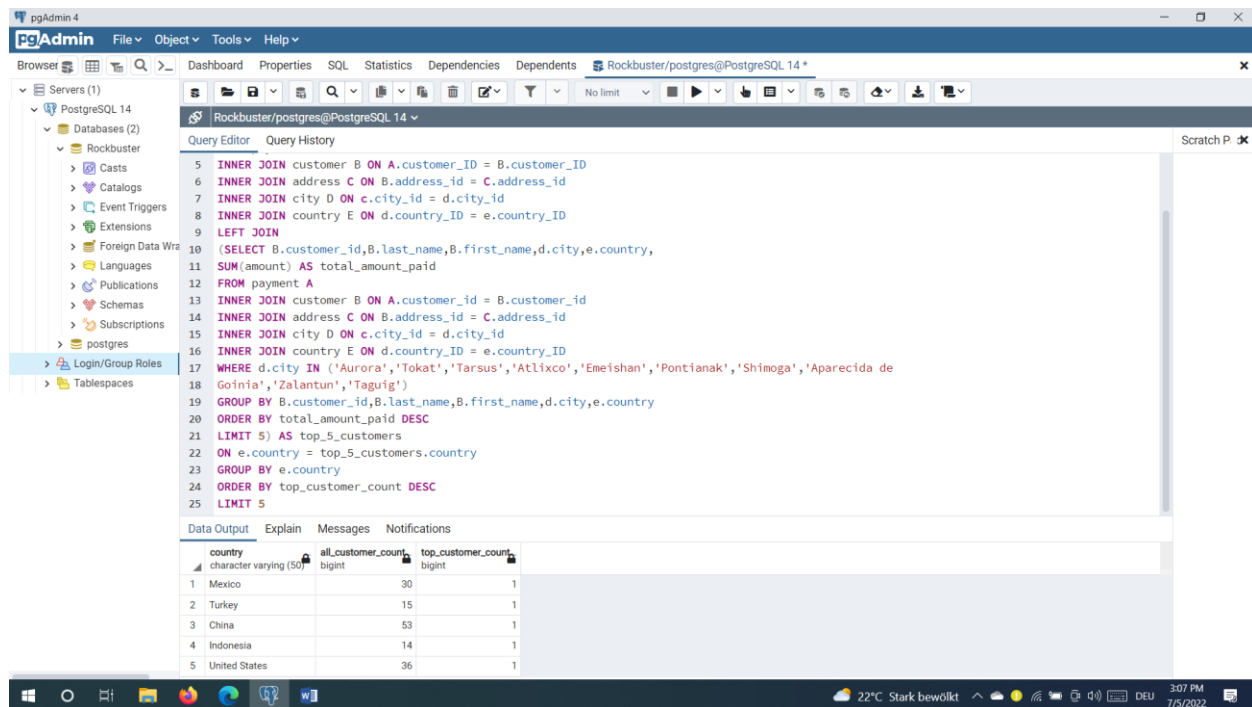 pgAdmin 4
pgAdmin File Object Tools Help
Browser
Dashboard Properties SQL Statistics Dependencies Dependents Rockbuster/postgres@PostgreSQL 14 *
Servers (1)
PostgreSQL 14
Databases (2)
Rockbuster
Casts
Catalogs
Event Triggers
Extensions
Foreign Data Wra
Languages
Publications
Schemas
Subscriptions
postgres
Login/Group Roles
Tablespaces
No limit
Rockbuster/postgres@PostgreSQL 14
Query Editor Query History
Scratch P
5 INNER JOIN customer B ON A.customer_ID = B.customer_ID
6 INNER JOIN address C ON B.address_id = C.address_id
7 INNER JOIN city D ON c.city_id = d.city_id
8 INNER JOIN country E ON d.country_ID = e.country_ID
9 LEFT JOIN
10 (SELECT B.customer_id,B.last_name,B.first_name,d.city,e.country,
11 SUM(amount) AS total_amount_paid
12 FROM payment A
13 INNER JOIN customer B ON A.customer_id = B.customer_id
14 INNER JOIN address C ON B.address_id = C.address_id
15 INNER JOIN city D ON c.city_id = d.city_id
16 INNER JOIN country E ON d.country_ID = e.country_ID
17 WHERE d.city IN ('Aurora','Tokat','Tarsus','Atlixco','Emeishan','Pontianak','Shimoga','Aparecida de
18 Goinia','Zalantun','Taguig')
19 GROUP BY B.customer_id,B.last_name,B.first_name,d.city,e.country
20 ORDER BY total_amount_paid DESC
21 LIMIT 5) AS top_5_customers
22 ON e.country = top_5_customers.country
23 GROUP BY e.country
24 ORDER BY top_customer_count DESC
25 LIMIT 5
Data Output Explain Messages Notifications
country all_customer_count top_customer_count
character varying (50) bigint bigint
1 Mexico 30 1
2 Turkey 15 1
3 China 53 1
4 Indonesia 14 1
5 United States 36 1
22°C Stark bewölkt DEU 3:07 PM
7/5/2022